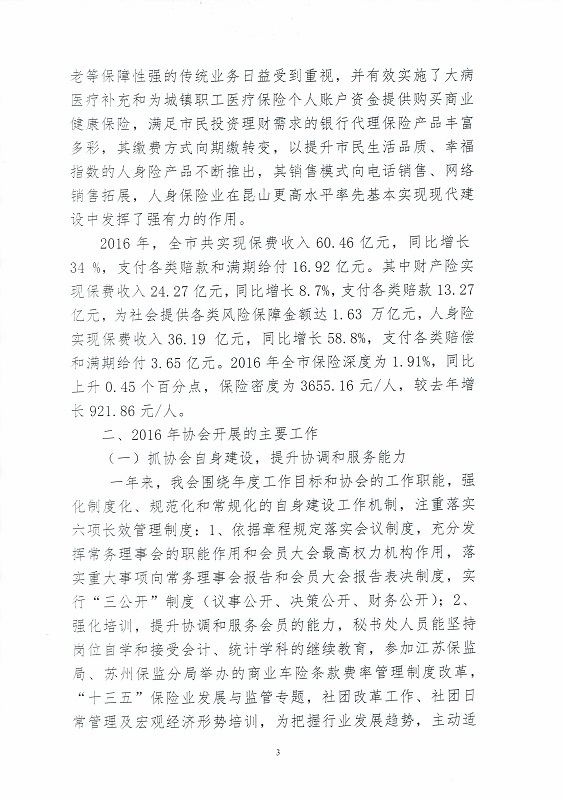 老等保障性强的传统业务日益受到重视，并有效实施了大病
医疗补充和为城镇职工医疗保险个人账户资金提供购买商业
健康保险，满足市民投资理财需求的银行代理保险产品丰富
多彩，其缴费方式向期缴转变，以提升市民生活品质、幸福
指数的人身险产品不断推出，其销售模式向电话销售、网络
销售拓展，人身保险业在昆山更高水平率先基本实现现代建
设中发挥了强有力的作用。
2016 年，全市共实现保费收入 60.46 亿元，同比增长
34 %，支付各类赔款和满期给付 16.92 亿元。其中财产险实
现保费收入 24.27 亿元，同比增长 8.7%，支付各类赔款 13.27
亿元，为社会提供各类风险保障金额达 1.63 万亿元，人身险
实现保费收入 36.19 亿元，同比增长 58.8%，支付各类赔偿
和满期给付 3.65 亿元。2016 年全市保险深度为 1.91%，同比
上升 0.45 个百分点，保险密度为 3655.16 元/人，较去年增
长 921.86 元/人。
二、2016 年协会开展的主要工作
（一）抓协会自身建设，提升协调和服务能力
一年来，我会围绕年度工作目标和协会的工作职能，强
化制度化、规范化和常规化的自身建设工作机制，注重落实
六项长效管理制度：1、依据章程规定落实会议制度，充分发
挥常务理事会的职能作用和会员大会最高权力机构作用，落
实重大事项向常务理事会报告和会员大会报告表决制度，实
行“三公开”制度（议事公开、决策公开、财务公开）；2、
强化培训，提升协调和服务会员的能力，秘书处人员能坚持
岗位自学和接受会计、统计学科的继续教育，参加江苏保监
局、苏州保监分局举办的商业车险条款费率管理制度改革，
“十三五”保险业发展与监管专题，社团改革工作、社团日
常管理及宏观经济形势培训，为把握行业发展趋势，主动适
3